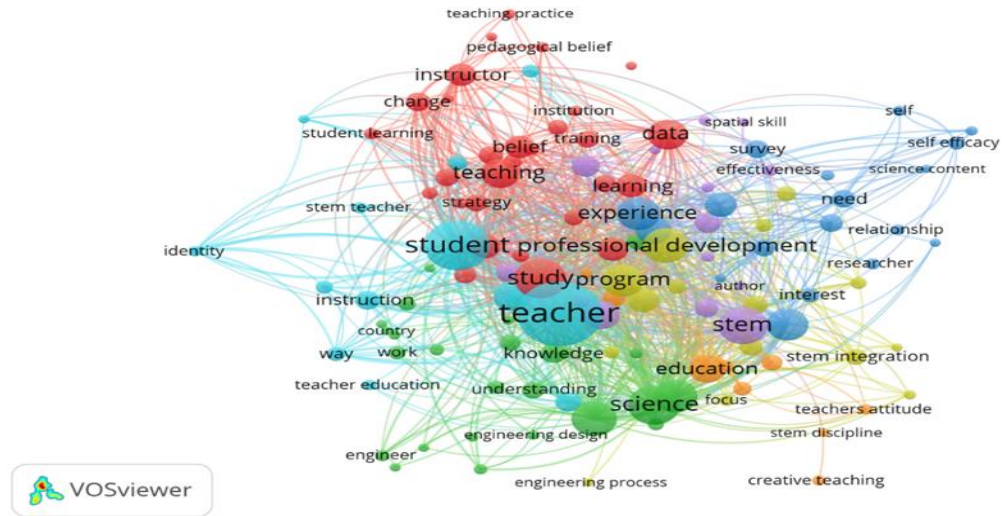 teaching practice
pedagogical belief
instructor
change
institution
self
student learning
training
data
spatial skill
belief
survey
self efficacy
teaching
effectiveness
science content
learning
strategy
need
stem teacher
experience
student
professional development
relationship
identity
study
program
researcher
author
instruction
interest
teacher
stem
country
way
work
knowledge
stem integration
education
teacher education
understanding
focus
science
teachers attitude
engineering design
stem discipline
engineer
engineering process
creative teaching
VOSviewer